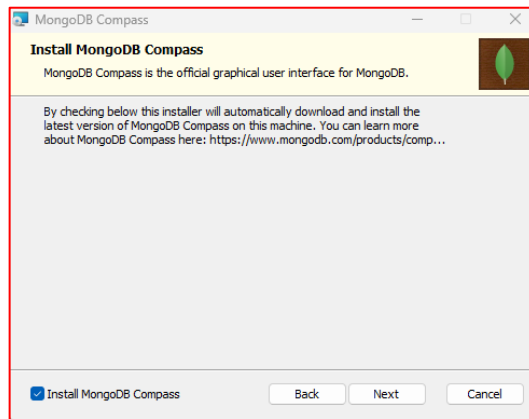 MongoDB Compass
Install MongoDB Compass
MongoDB Compass is the official graphical user interface for MongoDB.
By checking below this installer will automatically download and install the
latest version of MongoDB Compass on this machine. You can learn more
about MongoDB Compass here: https://www.mongodb.com/products/comp...
Install MongoDB Compass
Back
Next
Cancel